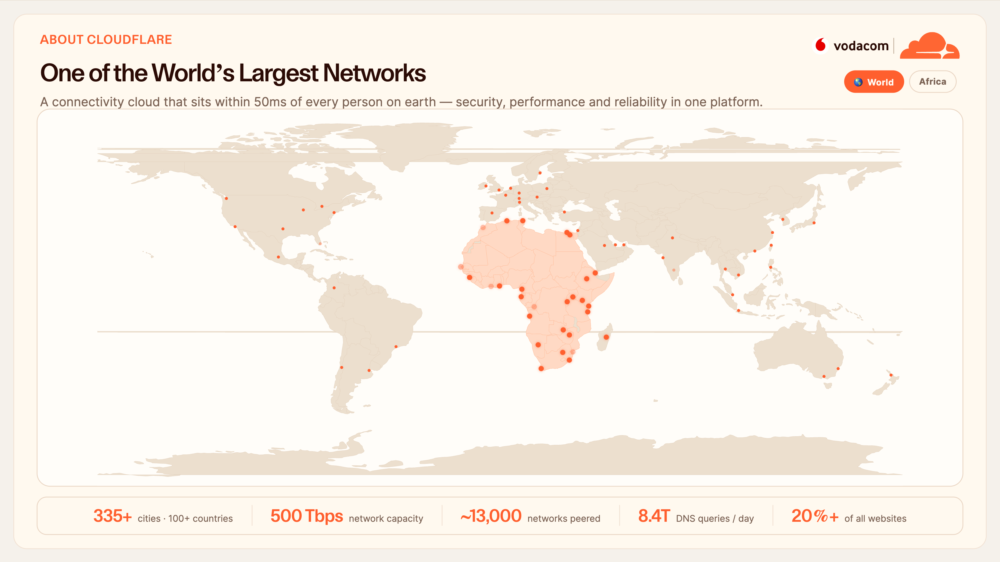 ABOUT CLOUDFLARE
vodacom
One of the World’s Largest Networks
🌎 World
Africa
A connectivity cloud that sits within 50ms of every person on earth — security, performance and reliability in one platform.
335+ cities · 100+ countries
500 Tbps network capacity
~13,000 networks peered
8.4T DNS queries / day
20%+ of all websites